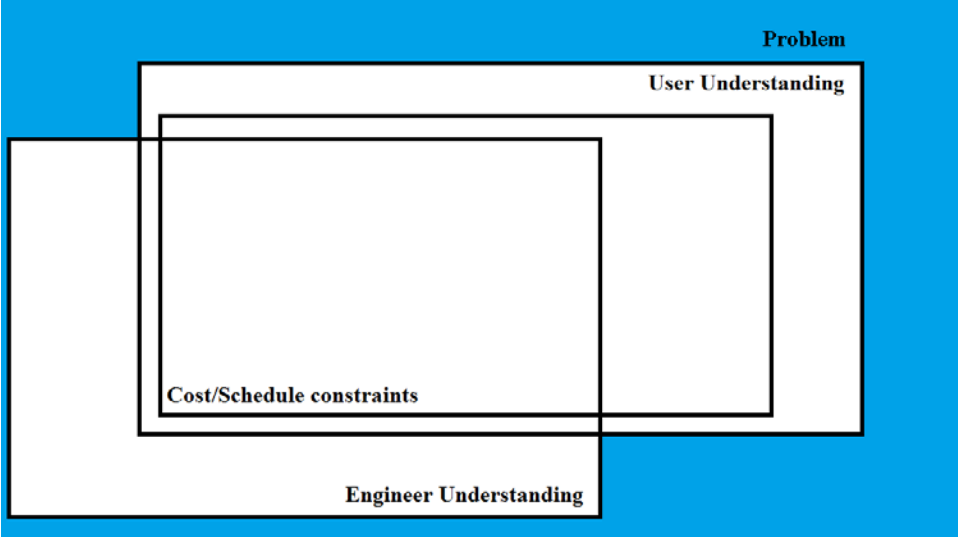 Problem
User Understanding
Cost/Schedule constraints
Engineer Understanding